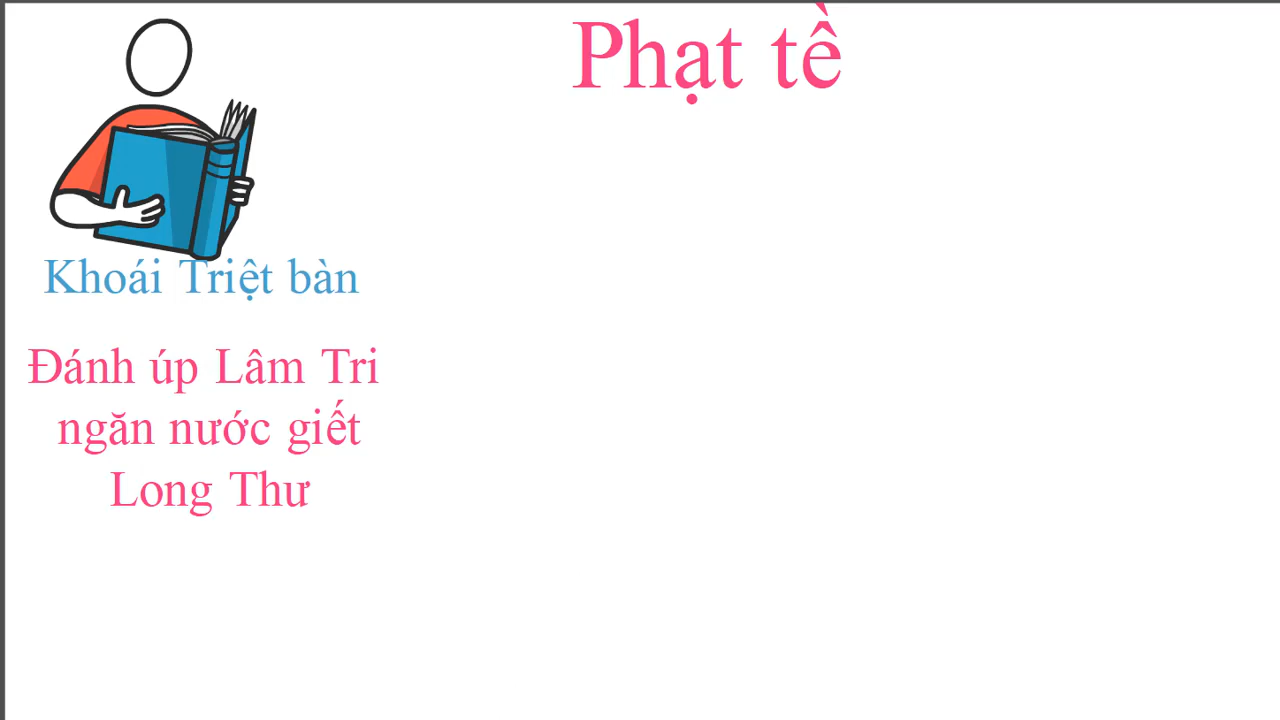 Phạt tề
Khoái Triệt bàn
Đánh úp Lâm Tri
ngăn nước giết
Long Thư